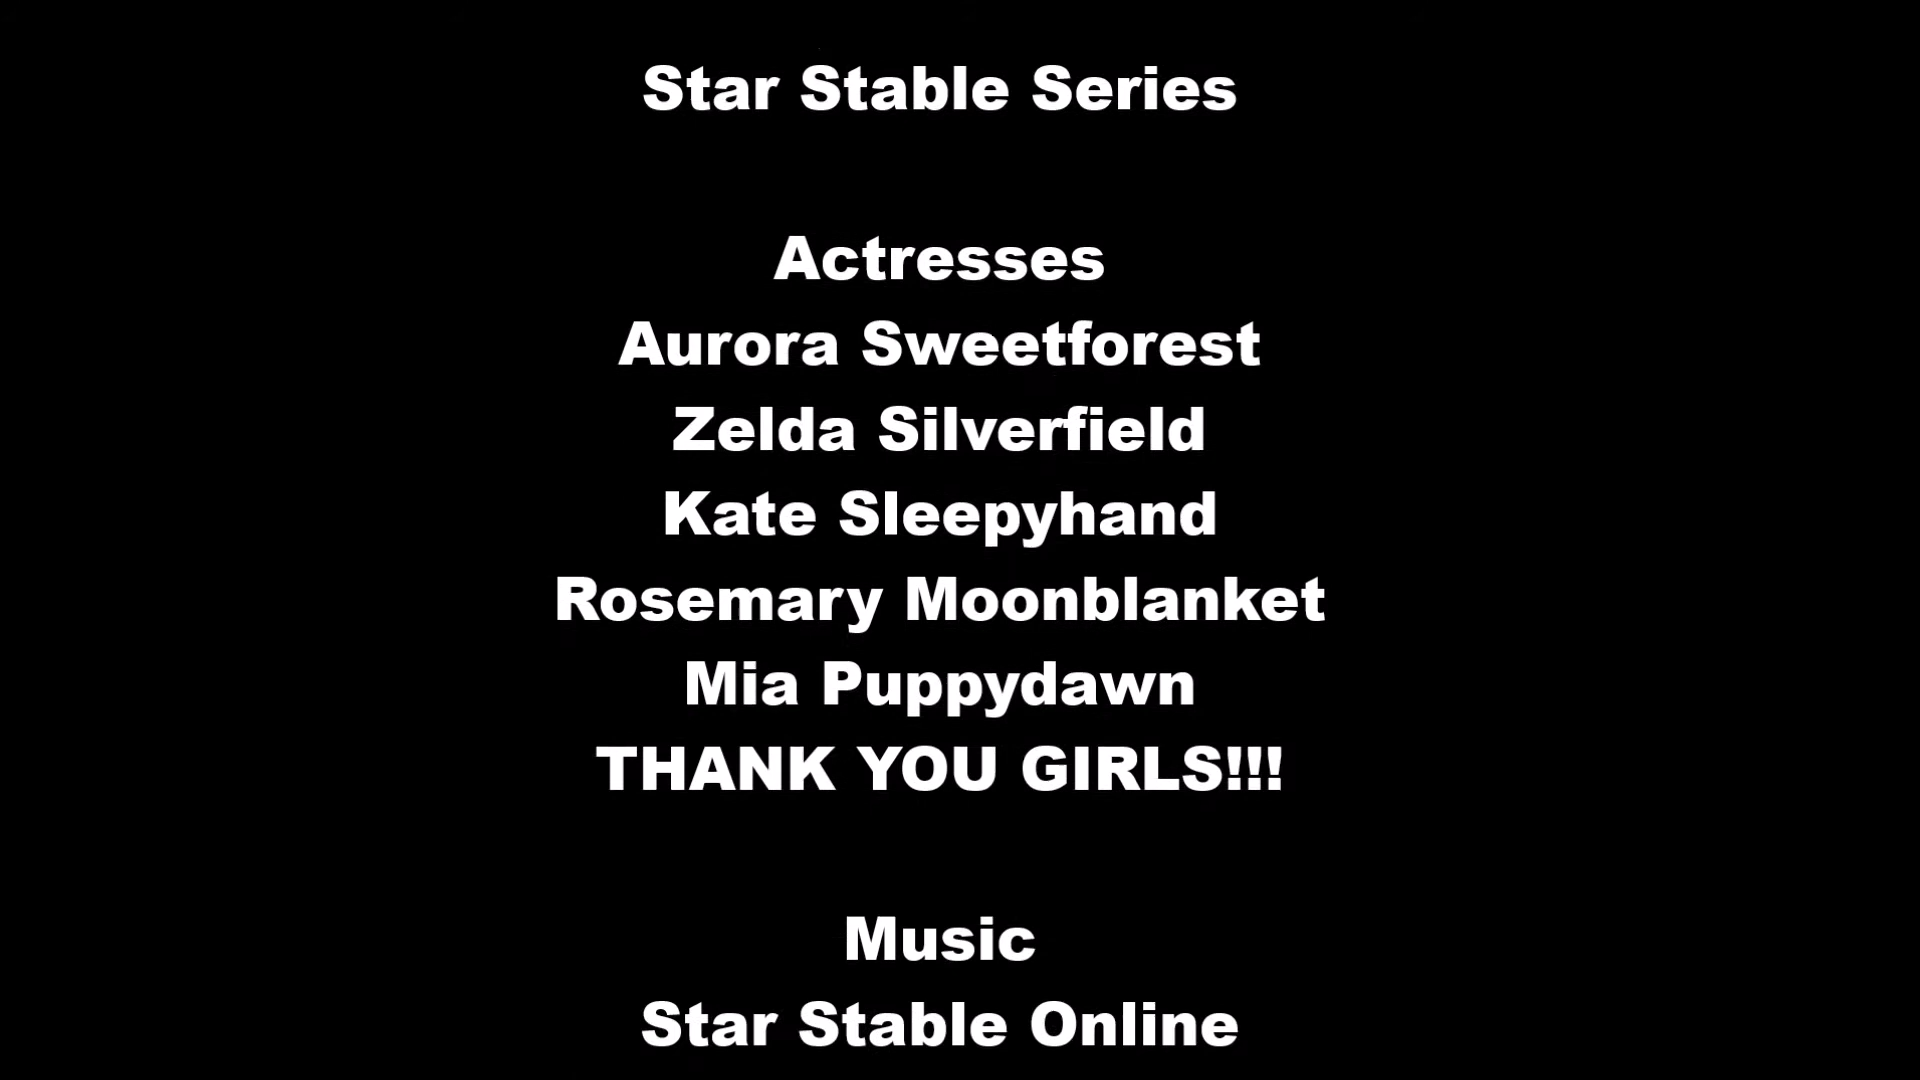 Star Stable Series
Actresses
Aurora Sweetforest
Zelda Silverfield
Kate Sleepyhand
Rosemary Moonblanket
Mia Puppydawn
THANK YOU GIRLS!!!
Music
Star Stable Online